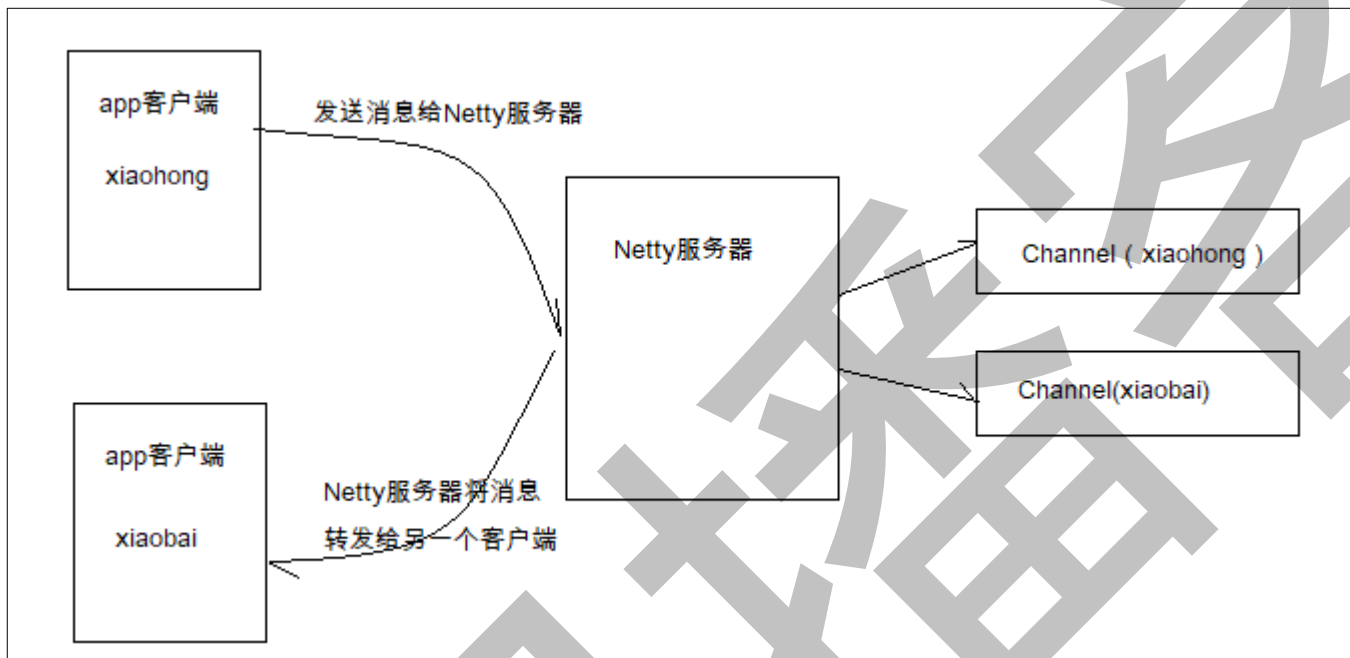 app客户端
xiaohong
发送消息给Netty服务器
Netty服务器
Channel（xiaohong）
Channel(xiaobai)
app客户端
xiaobai
Netty服务器将消息
转发给另一个客户端